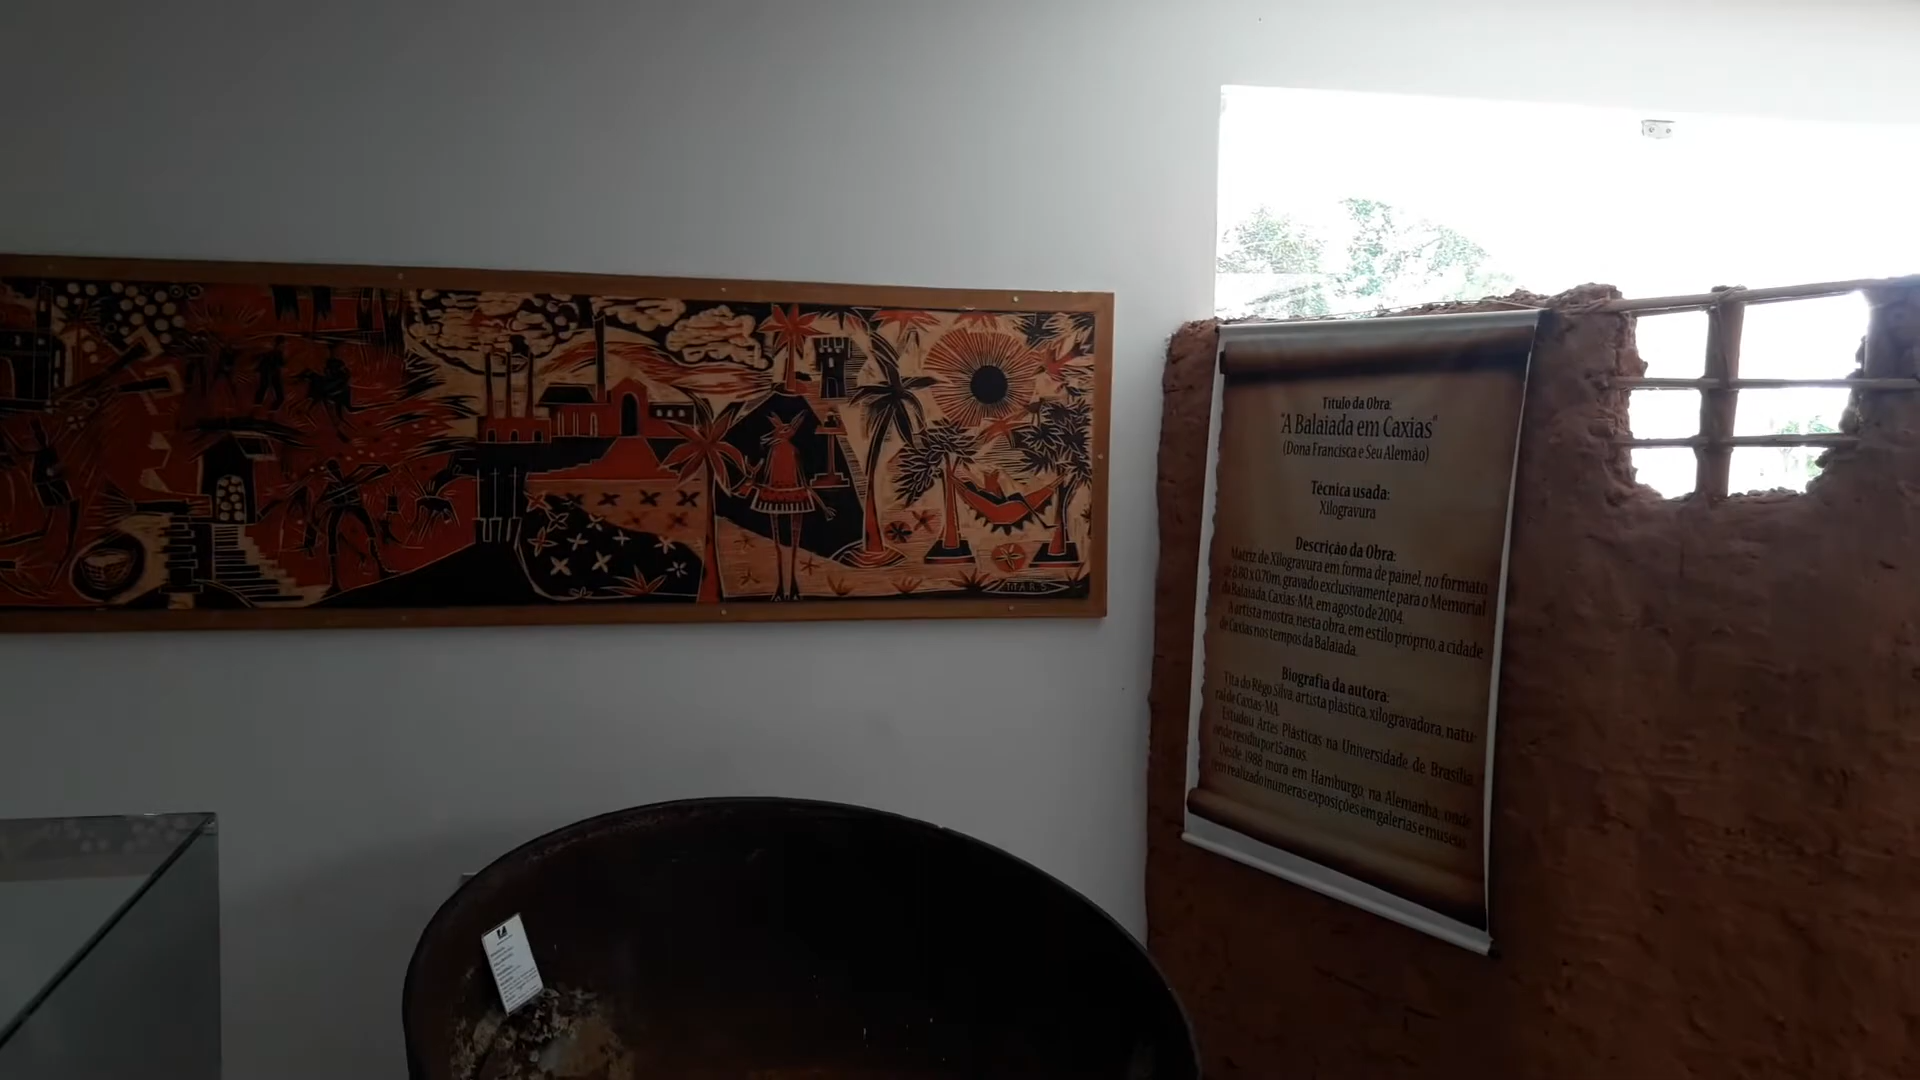 Título da Obra:
"A Balaiada em Caxias"
(Dona Francisca e Seu Alemão)
Técnica usada:
Xilogravura
Descrição da Obra:
Matriz de Xilogravura em forma de painel, no formato
de 8.80 x 0.70m, gravado exclusivamente para o Memorial
da Balaiada, Caxias-MA, em agosto de 2004.
A artista mostra, nesta obra, em estilo próprio, a cidade
de Caxias nos tempos da Balaiada.
Biografia da autora:
Tita do Rêgo Silva, artista plástica, xilogravadora, natu-
ral de Caxias-MA.
Estudou Artes Plásticas na Universidade de Brasília,
onde residiu por 15 anos.
Desde 1988 mora em Hamburgo, na Alemanha, onde
tem realizado inúmeras exposições em galerias e museus.